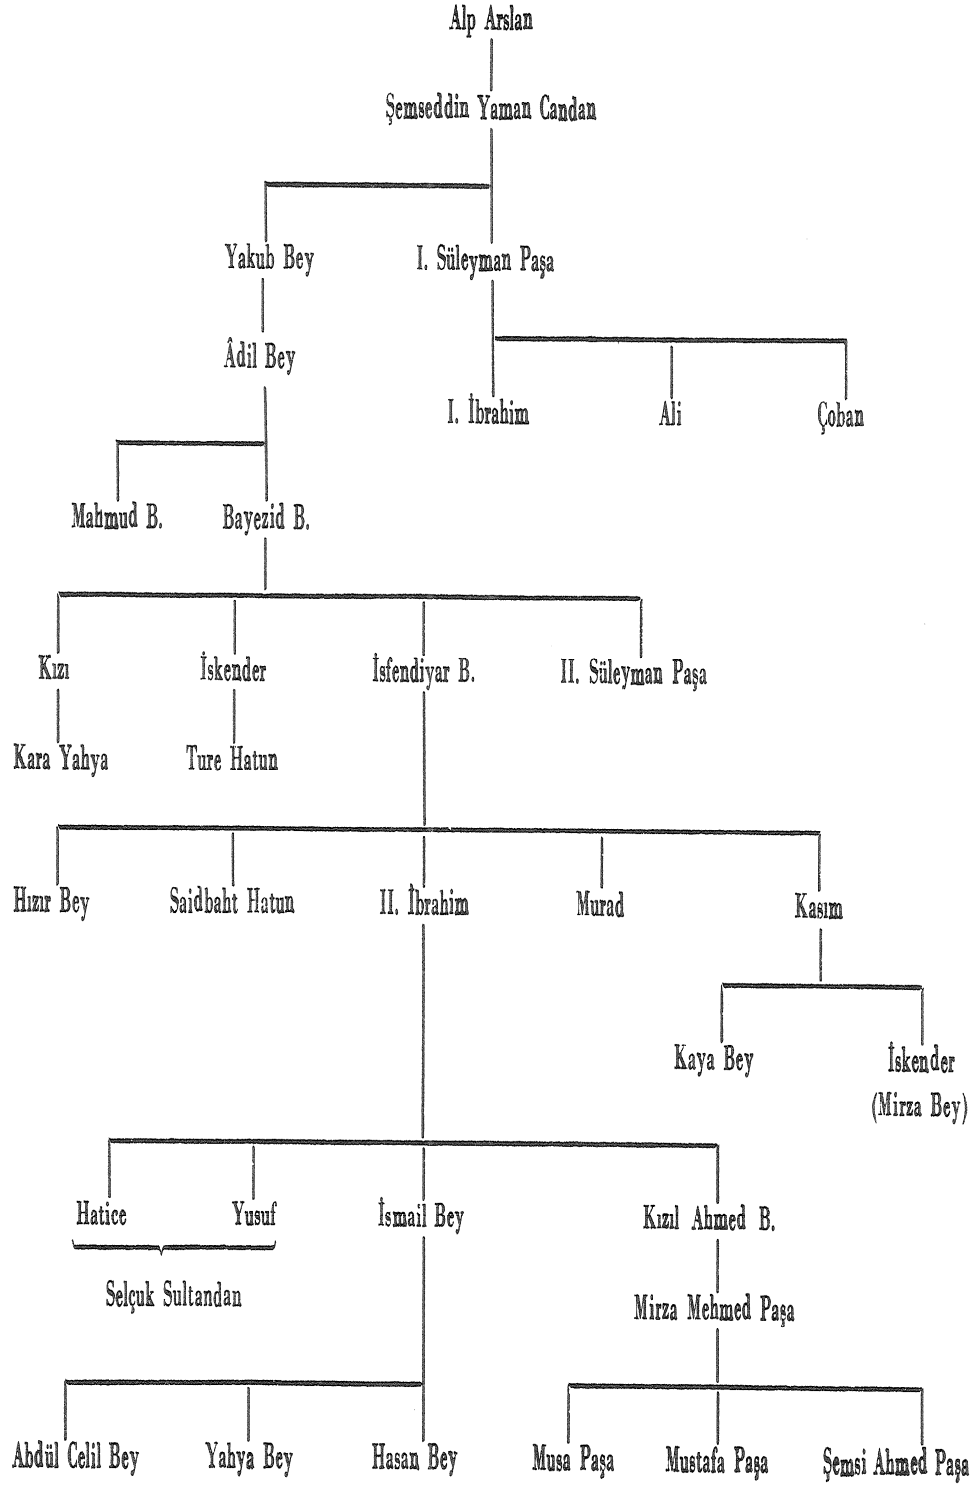 Alp Arslan
Şemseddin Yaman Candan
Yakub Bey
I. Süleyman Paşa
Âdil Bey
I. İbrahim
Ali
Çoban
Mahmud B.
Bayezid B.
Kızı
İskender
İsfendiyar B.
II. Süleyman Paşa
Kara Yahya
Ture Hatun
Hızır Bey
Saidbaht Hatun
II. İbrahim
Murad
Kasım
Kaya Bey
İskender
(Mirza Bey)
Hatice
Yusuf
İsmail Bey
Kızıl Ahmed B.
Selçuk Sultandan
Mirza Mehmed Paşa
Abdül Celil Bey
Yahya Bey
Hasan Bey
Musa Paşa
Mustafa Paşa
Şemsi Ahmed Paşa